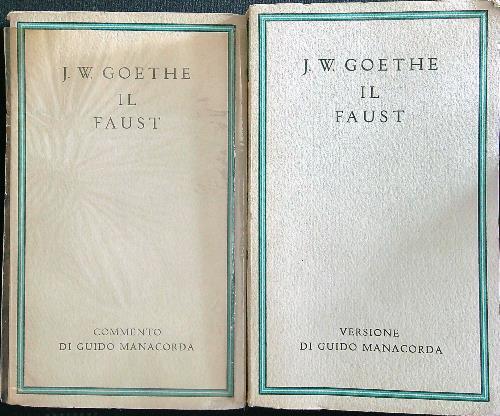 J. W. GOETHE
IL
FAUST
COMMENTO
DI GUIDO MANACORDA
J. W. GOETHE
IL
FAUST
VERSIONE
DI GUIDO MANACORDA